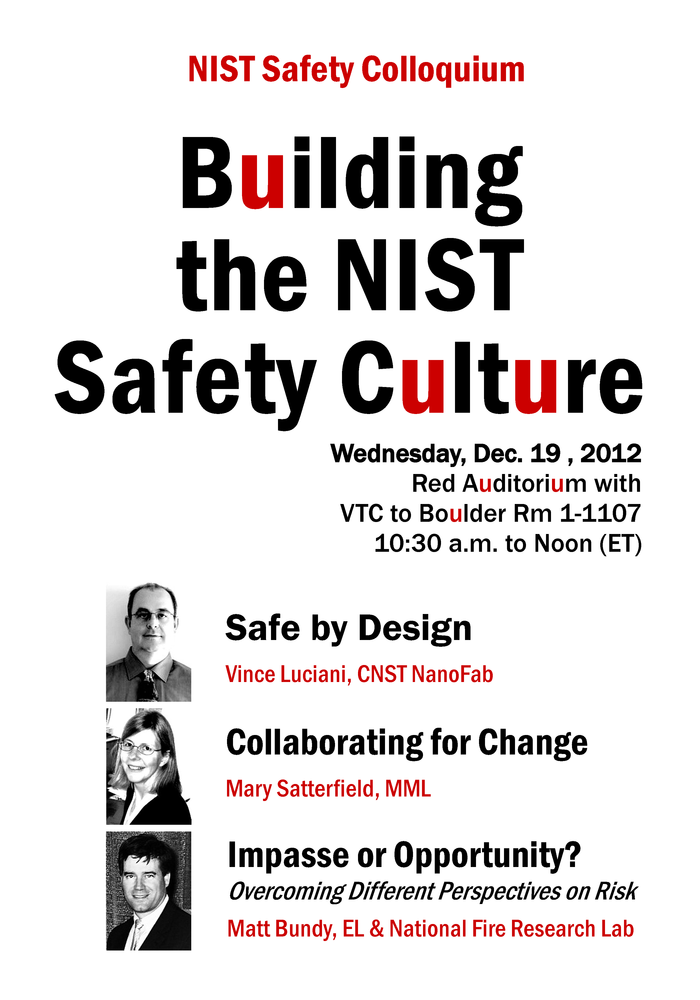 NIST Safety Colloquium
Building
the NIST
Safety Culture
Wednesday, Dec. 19 , 2012
Red Auditorium with
VTC to Boulder Rm 1-1107
10:30 a.m. to Noon (ET)
Safe by Design
Vince Luciani, CNST NanoFab
Collaborating for Change
Mary Satterfield, MML
Impasse or Opportunity?
Overcoming Different Perspectives on Risk
Matt Bundy, EL & National Fire Research Lab